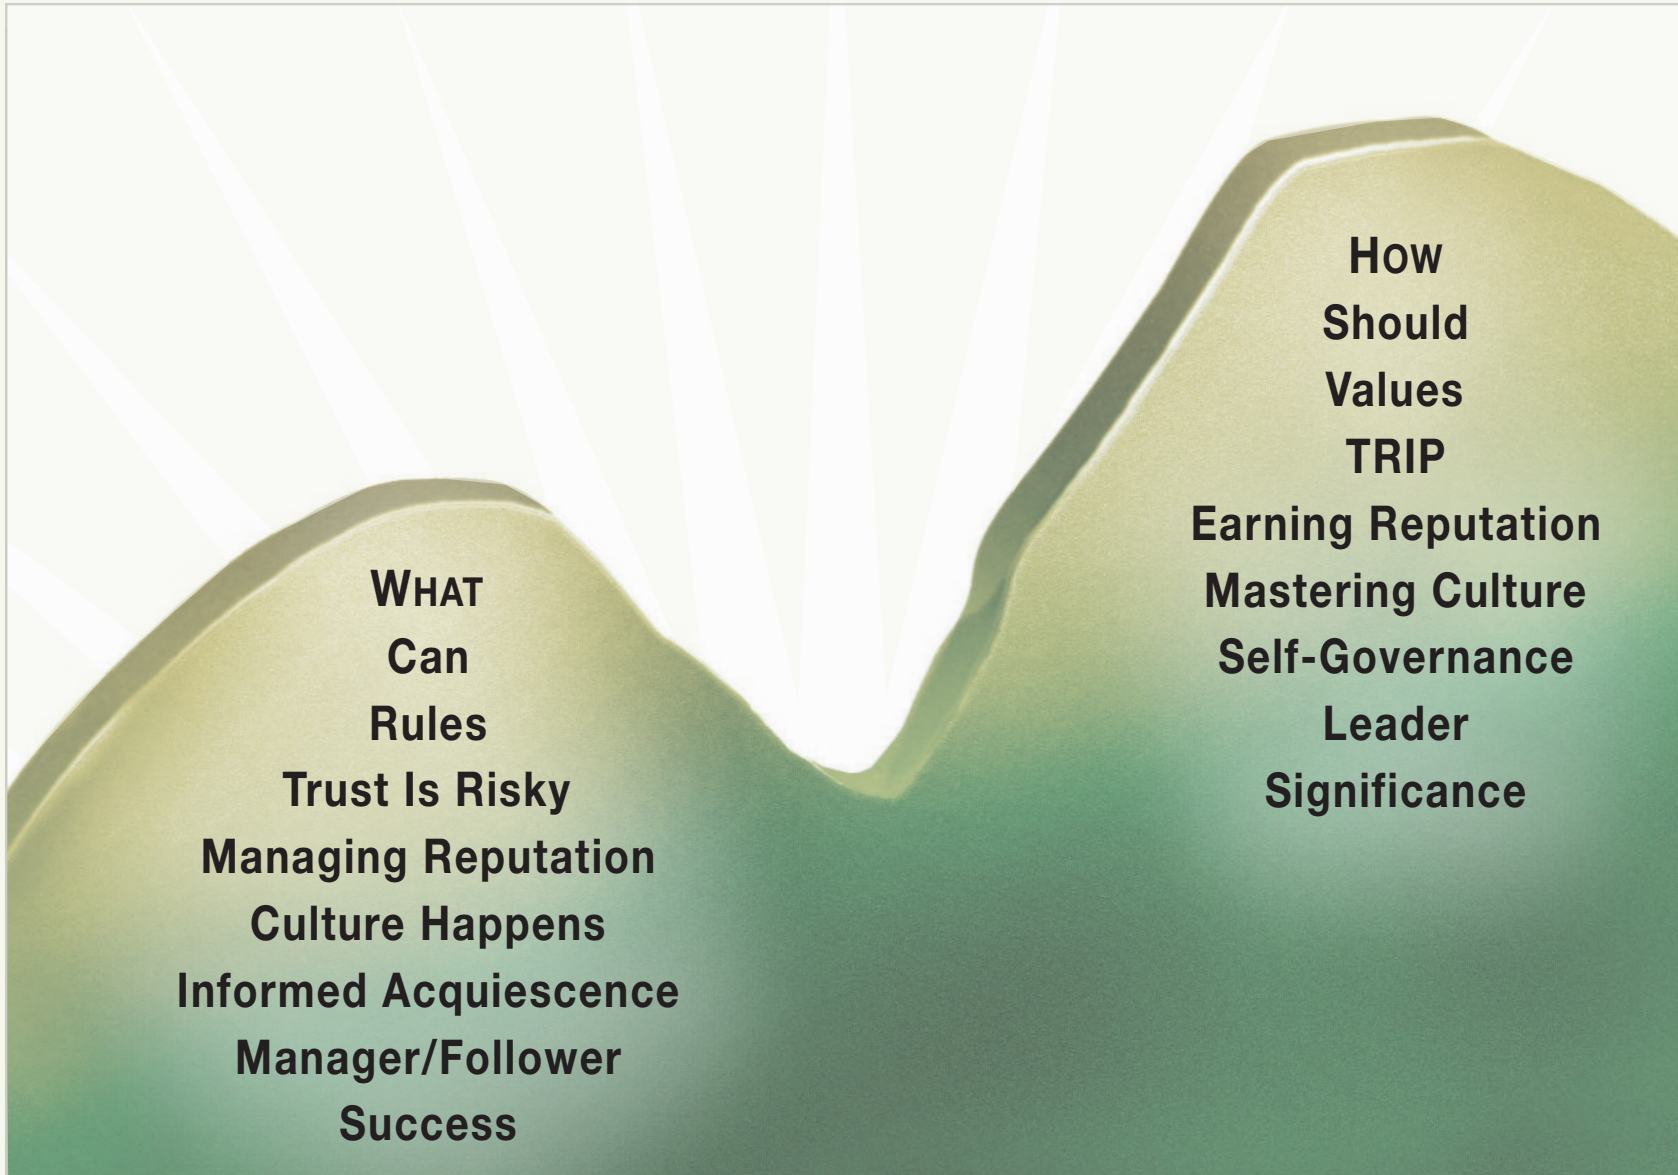 WHAT
Can
Rules
Trust Is Risky
Managing Reputation
Culture Happens
Informed Acquiescence
Manager/Follower
Success
HOW
Should
Values
TRIP
Earning Reputation
Mastering Culture
Self-Governance
Leader
Significance